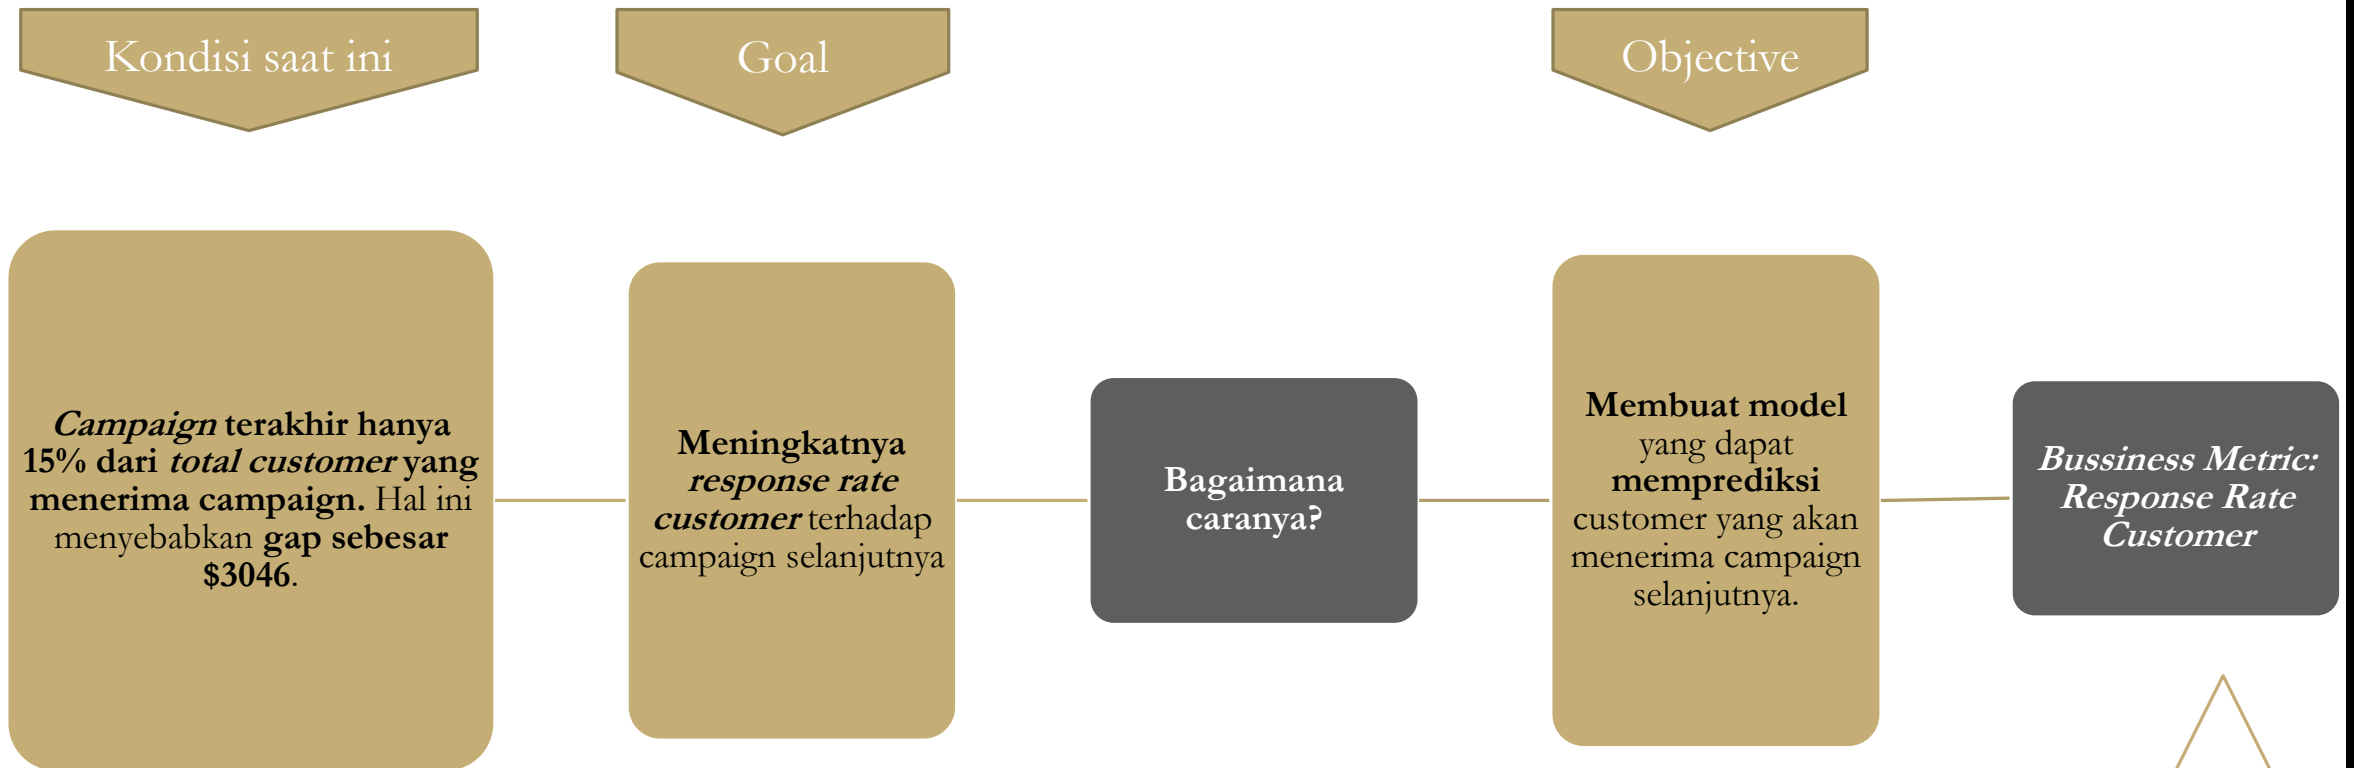 Kondisi saat ini
Goal
Objective
Campaign terakhir hanya
15% dari total customer yang
menerima campaign. Hal ini
menyebabkan gap sebesar
$3046.
Meningkatnya
response rate
customer terhadap
campaign selanjutnya
Bagaimana
caranya?
Membuat model
yang dapat
memprediksi
customer yang akan
menerima campaign
selanjutnya.
Bussiness Metric:
Response Rate
Customer